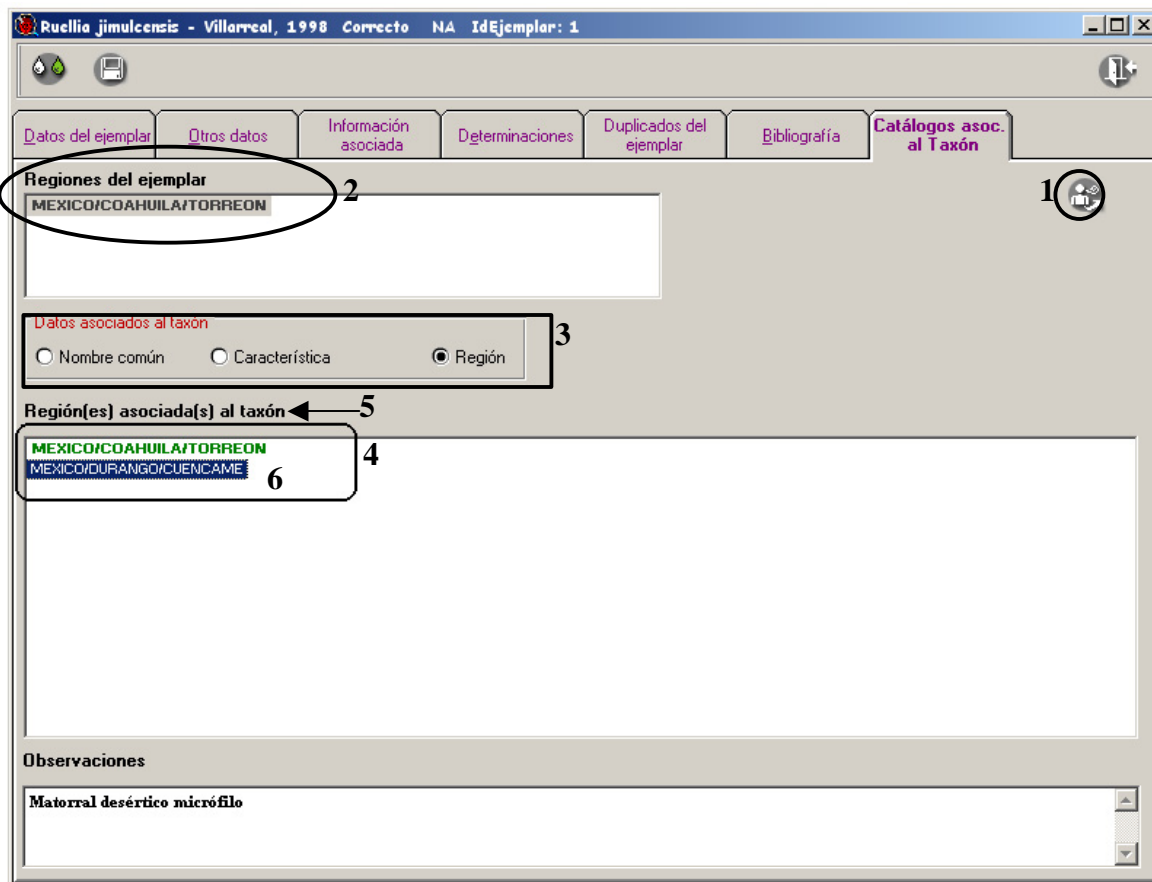 Ruellia jimulcensis - Villarreal, 1998 Correcto NA IdEjemplar: 1
Datos del ejemplar
Otros datos
Información
asociada
Determinaciones
Duplicados del
ejemplar
Bibliografía
Catálogos asoc.
al Taxón
Regiones del ejemplar
2
1
MEXICO/COAHUILA/TORREON
Datos asociados al taxón
3
Nombre común Característica Región
Región(es) asociada(s) al taxón 5
MEXICO/COAHUILA/TORREON
4
MEXICO/DURANGO/CUENCAME
6
Observaciones
Matorral desértico micrófilo